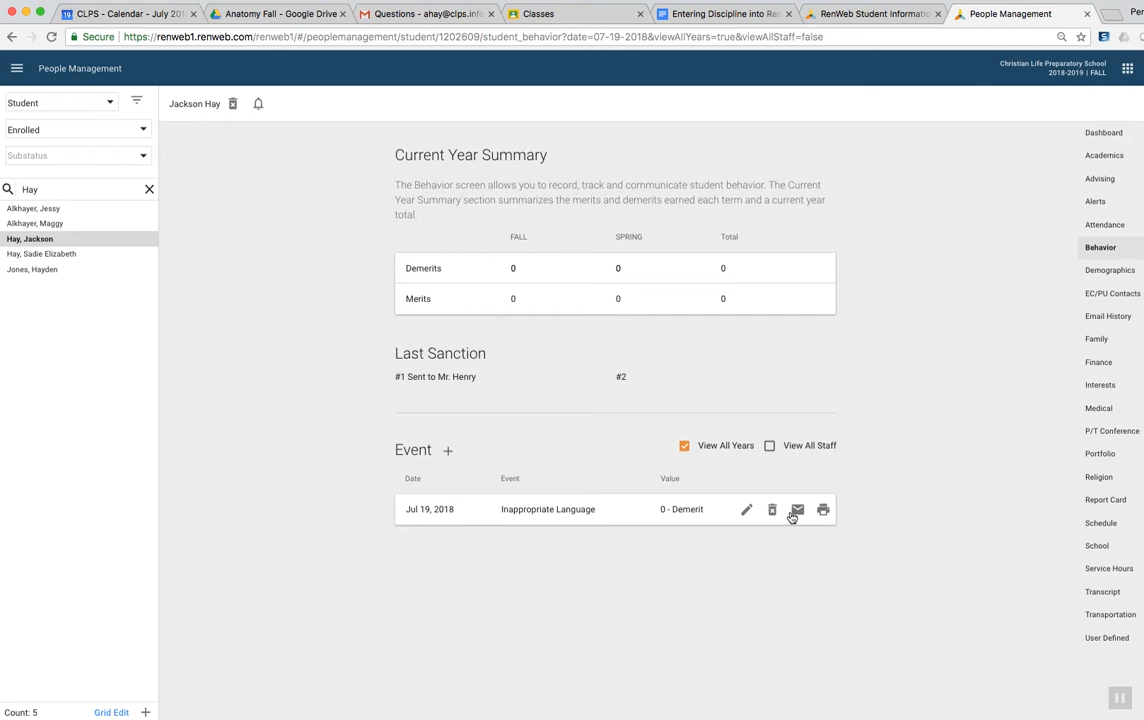 CLPS - Calendar - July 201
Anatomy Fall - Google Drive
Questions - ahay@clps.info
Classes
Entering Discipline into Ren
RenWeb Student Informatio
People Management
Per
Secure
https://renweb1.renweb.com/renweb1/#/peoplemanagement/student/1202609/student_behavior?date=07-19-2018&viewAllYears=true&viewAllStaff=false
People Management
Christian Life Preparatory School
2018-2019 | FALL
Student
Enrolled
Substatus
Hay
Alkhayer, Jessy
Alkhayer, Maggy
Hay, Jackson
Hay, Sadie Elizabeth
Jones, Hayden
Count: 5
Grid Edit
Jackson Hay
Current Year Summary
The Behavior screen allows you to record, track and communicate student behavior. The Current
Year Summary section summarizes the merits and demerits earned each term and a current year
total.
FALL SPRING Total
Demerits 0 0 0
Merits 0 0 0
Last Sanction
#1 Sent to Mr. Henry #2
Event +
View All Years
View All Staff
Date Event Value
Jul 19, 2018 Inappropriate Language 0 - Demerit
Dashboard
Academics
Advising
Alerts
Attendance
Behavior
Demographics
EC/PU Contacts
Email History
Family
Finance
Interests
Medical
P/T Conference
Portfolio
Religion
Report Card
Schedule
School
Service Hours
Transcript
Transportation
User Defined